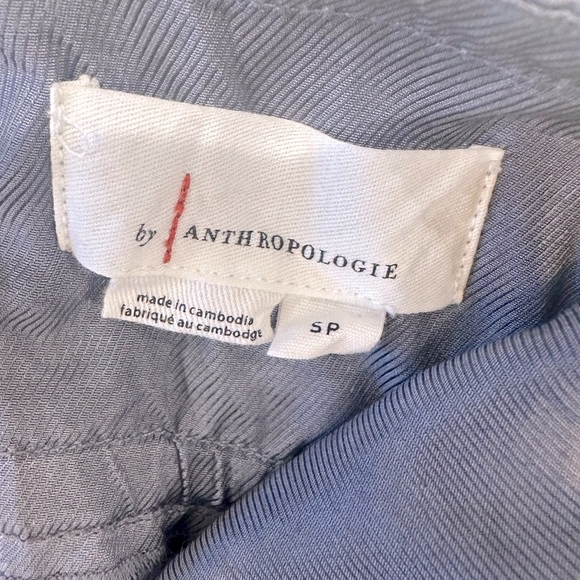 by ANTHROPOLOGIE
made in cambodia
fabriqué au cambodge
SP